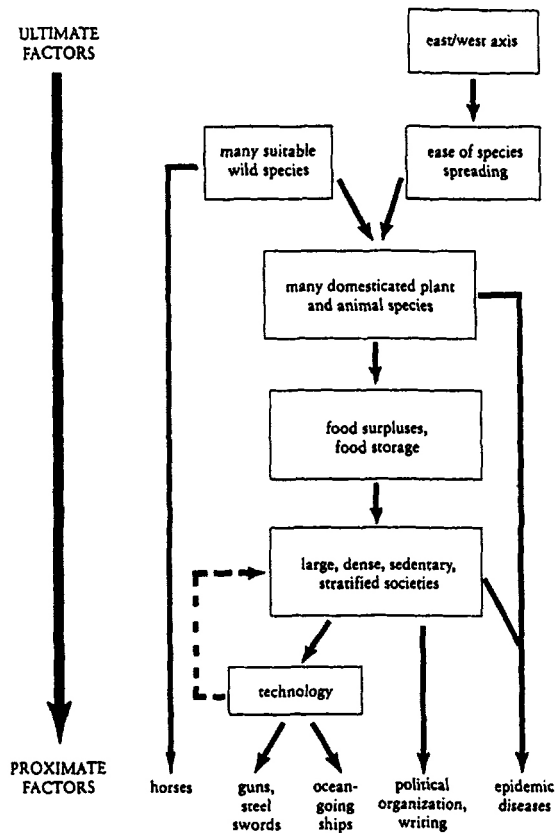 ULTIMATE
FACTORS
east/west axis
many suitable
wild species
ease of species
spreading
many domesticated plant
and animal species
food surpluses,
food storage
large, dense, sedentary,
stratified societies
technology
PROXIMATE
FACTORS
horses
guns,
steel
swords
ocean-
going
ships
political
organization,
writing
epidemic
diseases